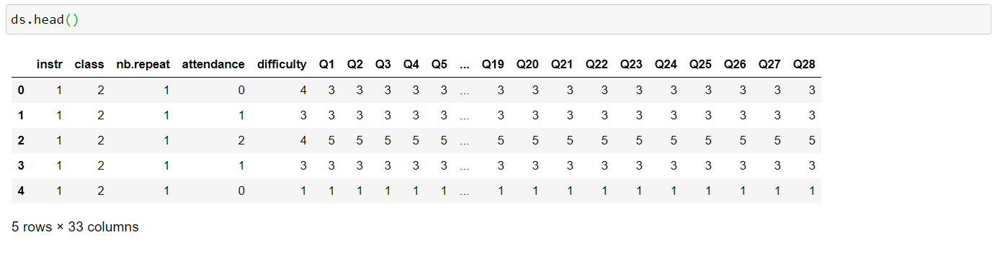 ds.head()
instr class nb.repeat attendance difficulty Q1 Q2 Q3 Q4 Q5 ... Q19 Q20 Q21 Q22 Q23 Q24 Q25 Q26 Q27 Q28
0 1 2 1 0 4 3 3 3 3 3 ... 3 3 3 3 3 3 3 3 3 3
1 1 2 1 1 3 3 3 3 3 3 ... 3 3 3 3 3 3 3 3 3 3
2 1 2 1 2 4 5 5 5 5 5 ... 5 5 5 5 5 5 5 5 5 5
3 1 2 1 1 3 3 3 3 3 3 ... 3 3 3 3 3 3 3 3 3 3
4 1 2 1 0 1 1 1 1 1 1 ... 1 1 1 1 1 1 1 1 1 1
5 rows × 33 columns